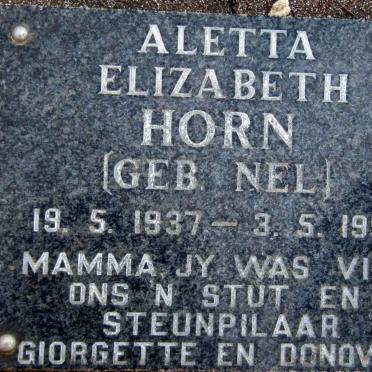 ALETTA
ELIZABETH
HORN
(GEB. NEL)
19. 5. 1937 — 3. 5.
MAMMA JY WAS
ONS 'N STUT EN
STEUNPILAAR
GIORGETTE EN